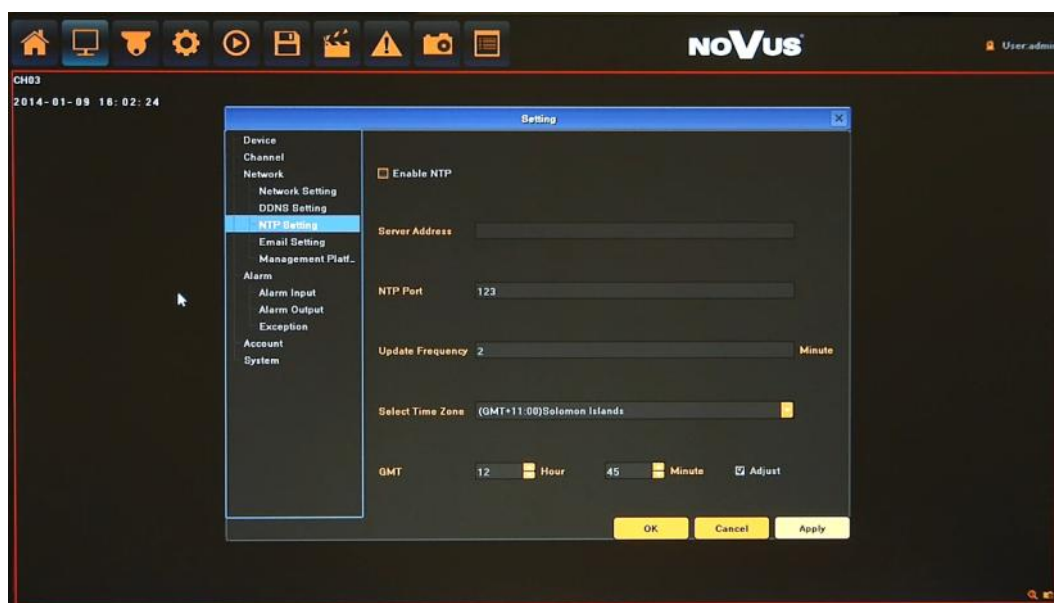 NOVUS
User:admin
CH03
2014-01-09 16:02:24
Setting
Device
Channel
Network
Network Setting
DDNS Setting
NTP Setting
Email Setting
Management Platf..
Alarm
Alarm Input
Alarm Output
Exception
Account
System
Enable NTP
Server Address
NTP Port 123
Update Frequency 2 Minute
Select Time Zone (GMT+11:00)Solomon Islands
GMT 12 Hour 45 Minute Adjust
OK Cancel Apply